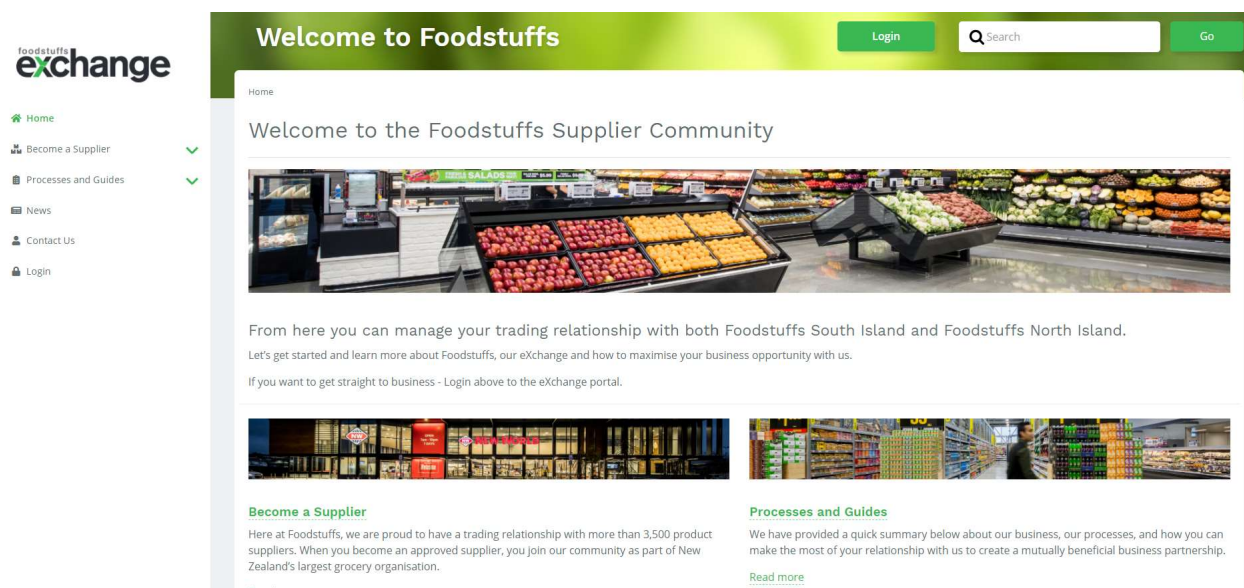 foodstuffs
exchange
Home
Become a Supplier
Processes and Guides
News
Contact Us
Login
Welcome to Foodstuffs
Login
Search
Go
Home
Welcome to the Foodstuffs Supplier Community
SALADS
From here you can manage your trading relationship with both Foodstuffs South Island and Foodstuffs North Island.
Let's get started and learn more about Foodstuffs, our eXchange and how to maximise your business opportunity with us.
If you want to get straight to business - Login above to the eXchange portal.
NW
NEW WORLD
Become a Supplier
Here at Foodstuffs, we are proud to have a trading relationship with more than 3,500 product
suppliers. When you become an approved supplier, you join our community as part of New
Zealand's largest grocery organisation.
Processes and Guides
We have provided a quick summary below about our business, our processes, and how you can
make the most of your relationship with us to create a mutually beneficial business partnership.
Read more